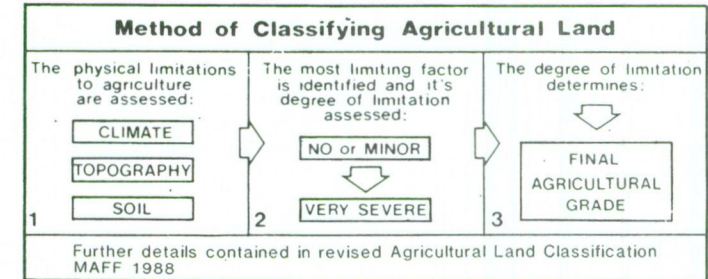 Method of Classifying Agricultural Land
The physical limitations
to agriculture
are assessed:
CLIMATE
TOPOGRAPHY
SOIL
1
The most limiting factor
is identified and it's
degree of limitation
assessed:
NO or MINOR
VERY SEVERE
2
The degree of limitation
determines:
FINAL
AGRICULTURAL
GRADE
3
Further details contained in revised Agricultural Land Classification
MAFF 1988